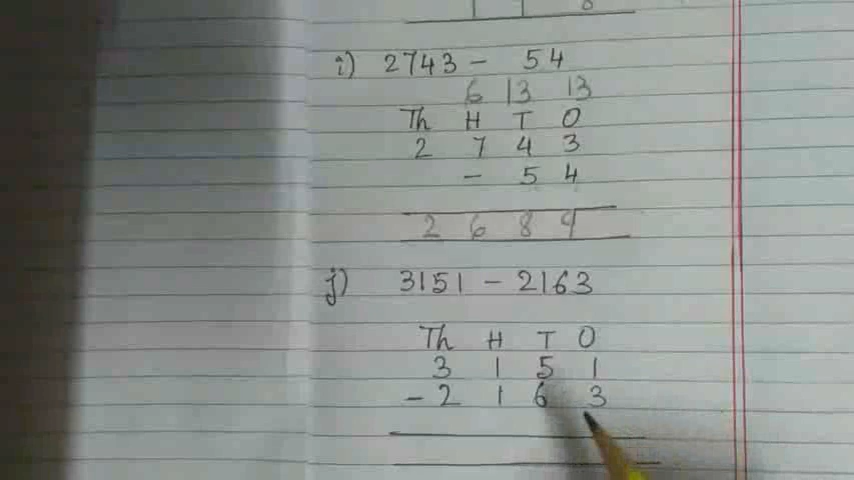 i) 2743 - 54
6 13 13
Th H T O
2 7 4 3
- 5 4
2 6 8 9
j) 3151 - 2163
Th H T O
3 1 5 1
- 2 1 6 3